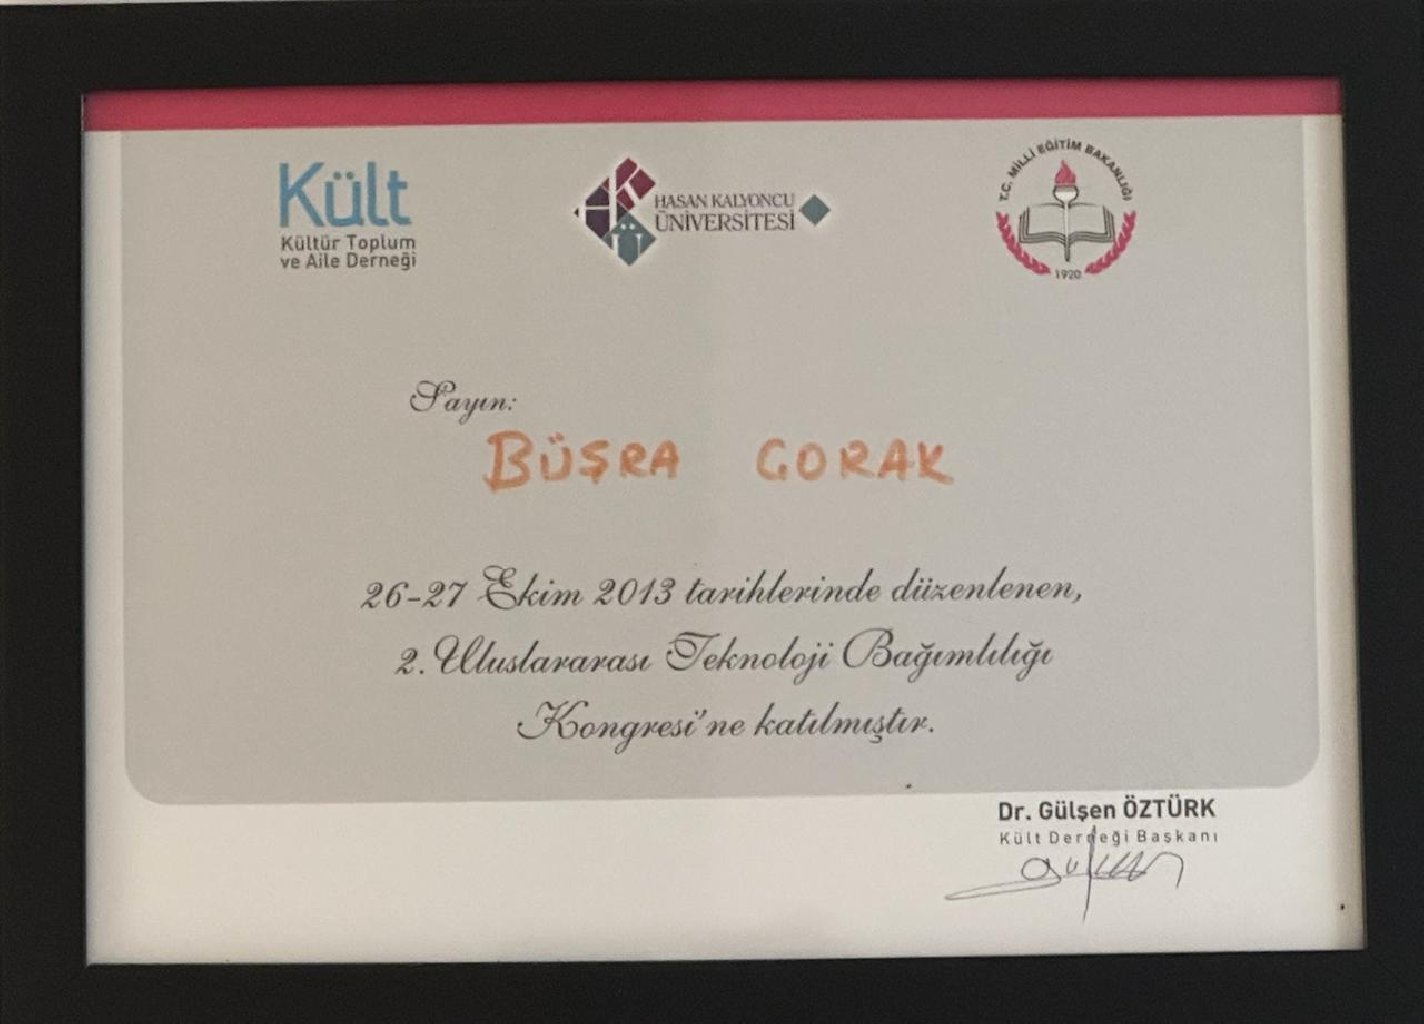 Kült
Kültür Toplum
ve Aile Derneği
HASAN KALYONCU
ÜNİVERSİTESİ
T.C. MİLLİ EĞİTİM BAKANLIĞI
1920
Sayın:
BÜŞRA GORAK
26-27 Ekim 2013 tarihlerinde düzenlenen,
2. Uluslararası Teknoloji Bağımlılığı
Kongresi'ne katılmıştır.
Dr. Gülşen ÖZTÜRK
Kült Derneği Başkanı